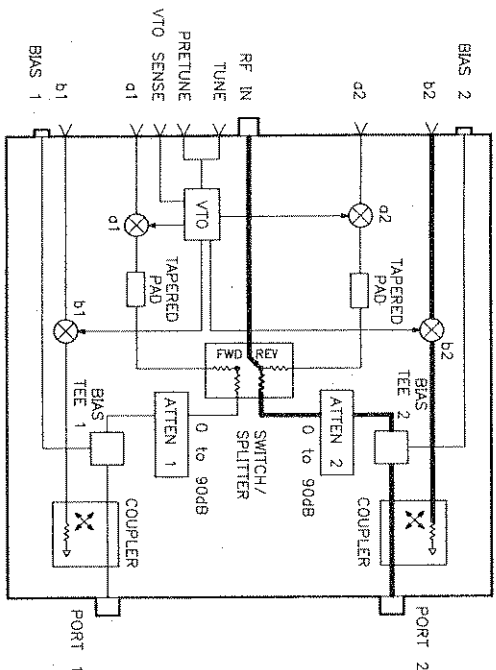 BIAS 2
b2
a2
RF IN
TUNE
PRETUNE
VTO SENSE
a1
b1
BIAS 1
a2
b2
VTO
a1
b1
TAPERED
PAD
TAPERED
PAD
FWD
REV
SWITCH/
SPLITTER
ATTEN 2
0 to 90dB
ATTEN 1
0 to 90dB
BIAS
TEE 2
BIAS
TEE 1
COUPLER
COUPLER
PORT 2
PORT 1